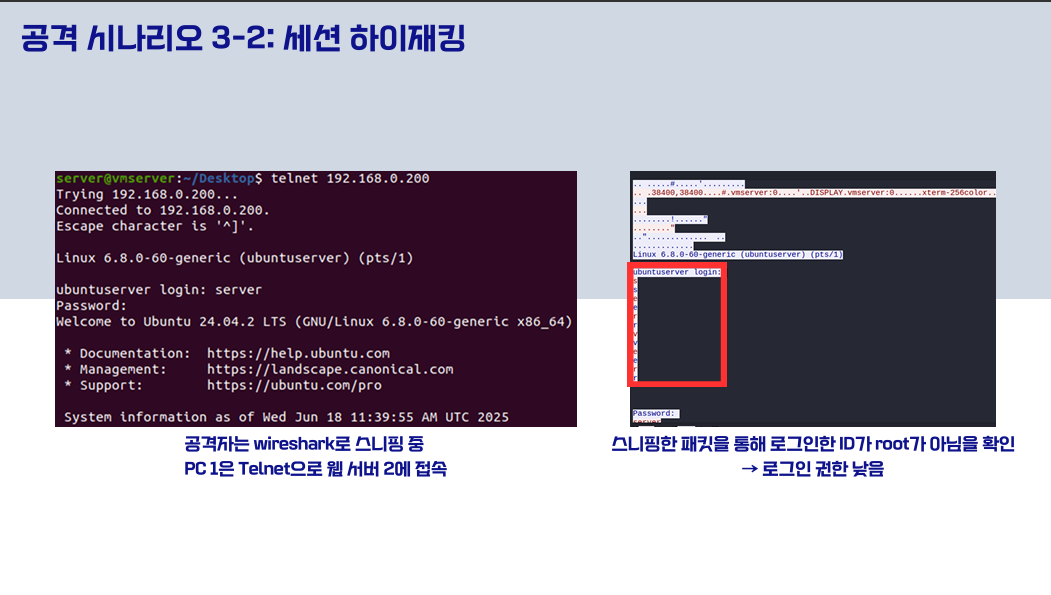 공격 시나리오 3-2: 세션 하이재킹
server@vmserver:~/Desktop$ telnet 192.168.0.200
Trying 192.168.0.200...
Connected to 192.168.0.200.
Escape character is '^]'.
Linux 6.8.0-60-generic (ubuntuserver) (pts/1)
ubuntuserver login: server
Password:
Welcome to Ubuntu 24.04.2 LTS (GNU/Linux 6.8.0-60-generic x86_64)
* Documentation:  https://help.ubuntu.com
* Management:     https://landscape.canonical.com
* Support:        https://ubuntu.com/pro
System information as of Wed Jun 18 11:39:55 AM UTC 2025
공격자는 wireshark로 스니핑 중
PC 1은 Telnet으로 웹 서버 2에 접속
.. .....#.....'.........
.. .38400,38400....#.vmserver:0....'..DISPLAY.vmserver:0......xterm-256color..
...
...
........!......"
........"
.."............. ..
.............
Linux 6.8.0-60-generic (ubuntuserver) (pts/1)
ubuntuserver login:
s
s
e
e
r
r
v
v
e
e
r
r
Password:
스니핑한 패킷을 통해 로그인한 ID가 root가 아님을 확인
→ 로그인 권한 낮음